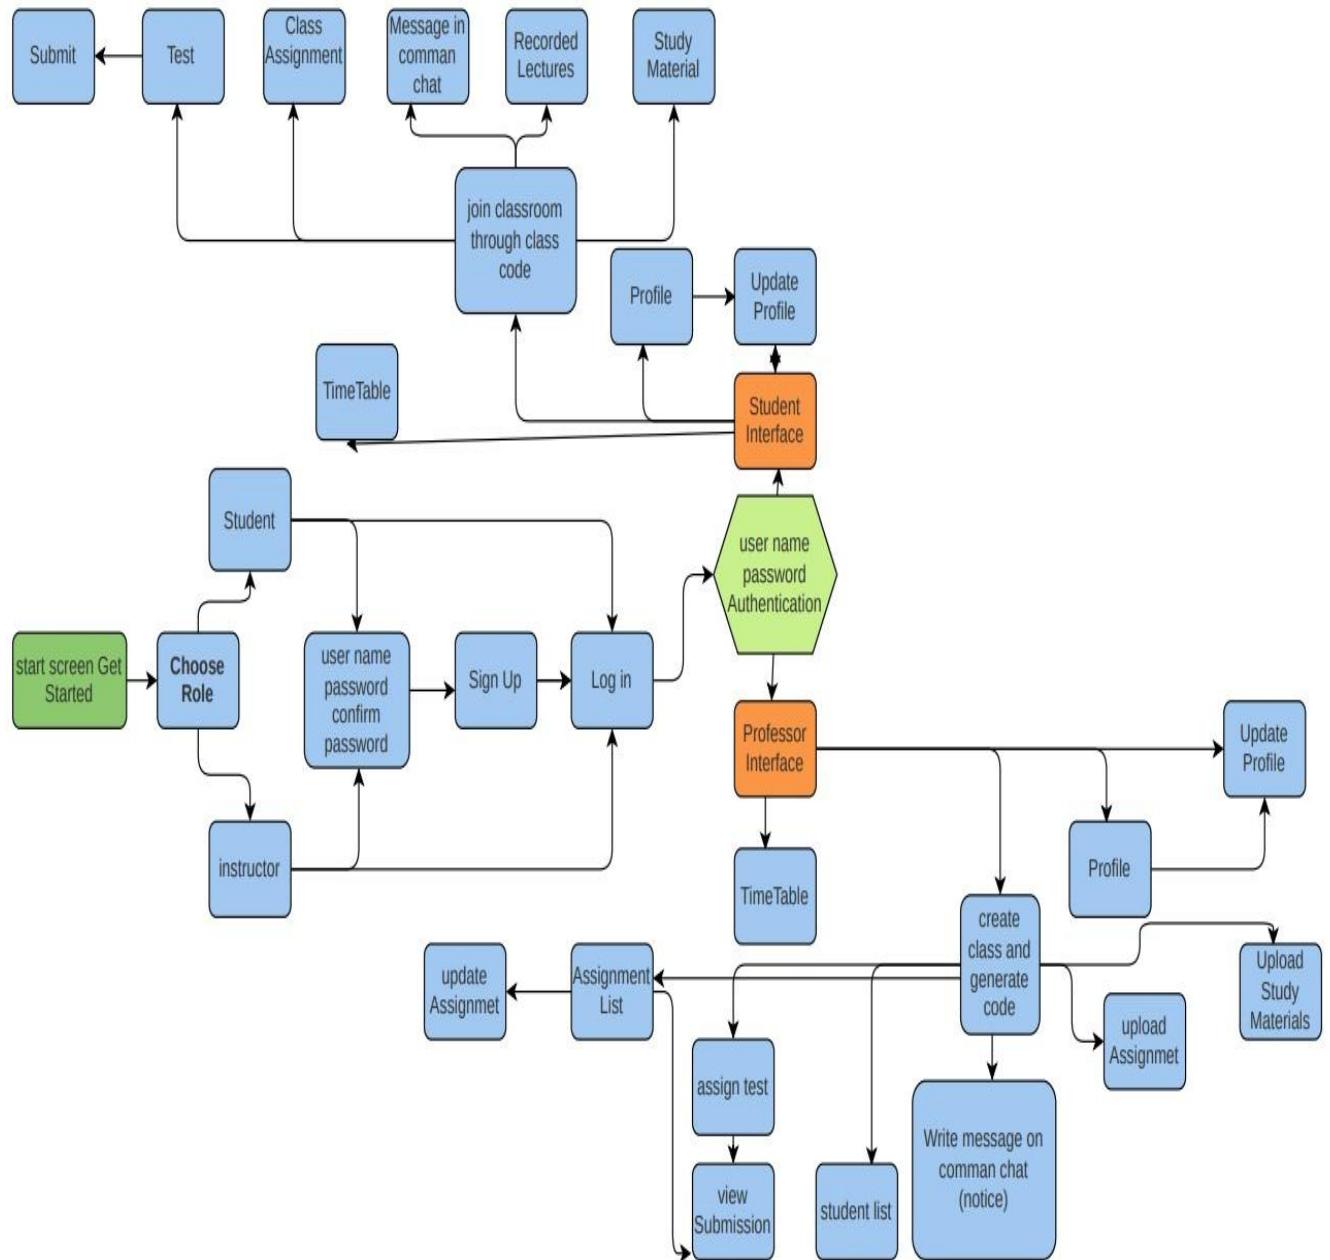 Submit
Test
Class
Assignment
Message in
comman
chat
Recorded
Lectures
Study
Material
join classroom
through class
code
Profile
Update
Profile
TimeTable
Student
Interface
Student
user name
password
Authentication
start screen Get
Started
Choose
Role
user name
password
confirm
password
Sign Up
Log in
Professor
Interface
Update
Profile
instructor
TimeTable
Profile
create
class and
generate
code
update
Assignmet
Assignment
List
Upload
Study
Materials
upload
Assignmet
assign test
Write message on
comman chat
(notice)
view
Submission
student list